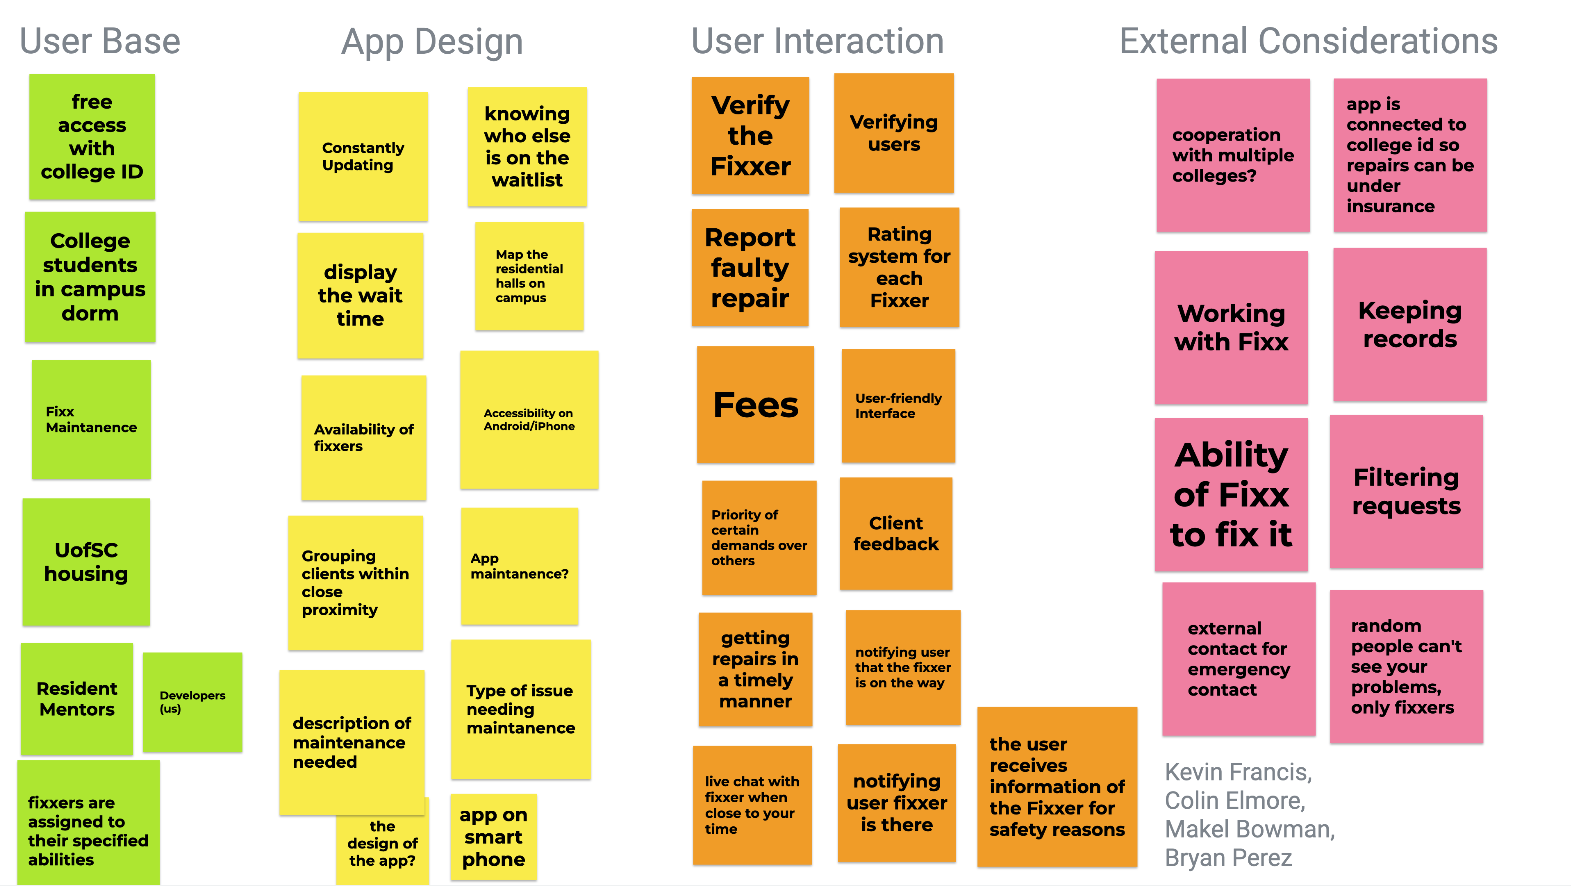 User Base
free
access
with
college ID
College
students
in campus
dorm
Fixx
Maintanence
UofSC
housing
Resident
Mentors
Developers
(us)
fixxers are
assigned to
their specified
abilities
App Design
Constantly
Updating
knowing
who else
is on the
waitlist
display
the wait
time
Map the
residential
halls on
campus
Availability of
fixxers
Accessibility on
Android/iPhone
Grouping
clients within
close
proximity
App
maintanence?
description of
maintenance
needed
Type of issue
needing
maintanence
the
design of
the app?
app on
smart
phone
User Interaction
Verify
the
Fixxer
Verifying
users
Report
faulty
repair
Rating
system for
each
Fixxer
Fees
User-friendly
Interface
Priority of
certain
demands over
others
Client
feedback
getting
repairs in
a timely
manner
notifying user
that the fixxer
is on the way
live chat with
fixxer when
close to your
time
notifying
user fixxer
is there
the user
receives
information of
the Fixxer for
safety reasons
External Considerations
cooperation
with multiple
colleges?
app is
connected to
college id so
repairs can be
under
insurance
Working
with Fixx
Keeping
records
Ability
of Fixx
to fix it
Filtering
requests
external
contact for
emergency
contact
random
people can't
see your
problems,
only fixxers
Kevin Francis,
Colin Elmore,
Makel Bowman,
Bryan Perez